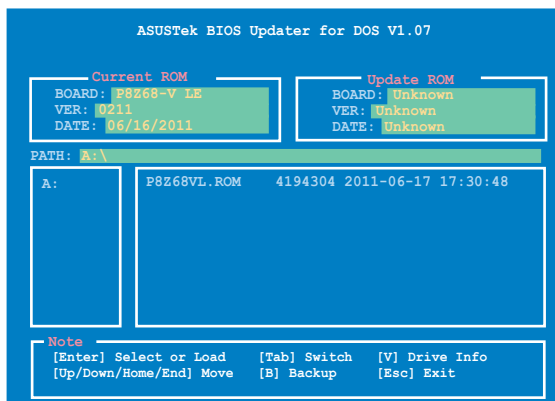 ASUSTek BIOS Updater for DOS V1.07
Current ROM
BOARD: P8Z68-V LE
VER: 0211
DATE: 06/16/2011
Update ROM
BOARD: Unknown
VER: Unknown
DATE: Unknown
PATH: A:\
A:
P8Z68VL.ROM 4194304 2011-06-17 17:30:48
Note
[Enter] Select or Load [Tab] Switch [V] Drive Info
[Up/Down/Home/End] Move [B] Backup [Esc] Exit